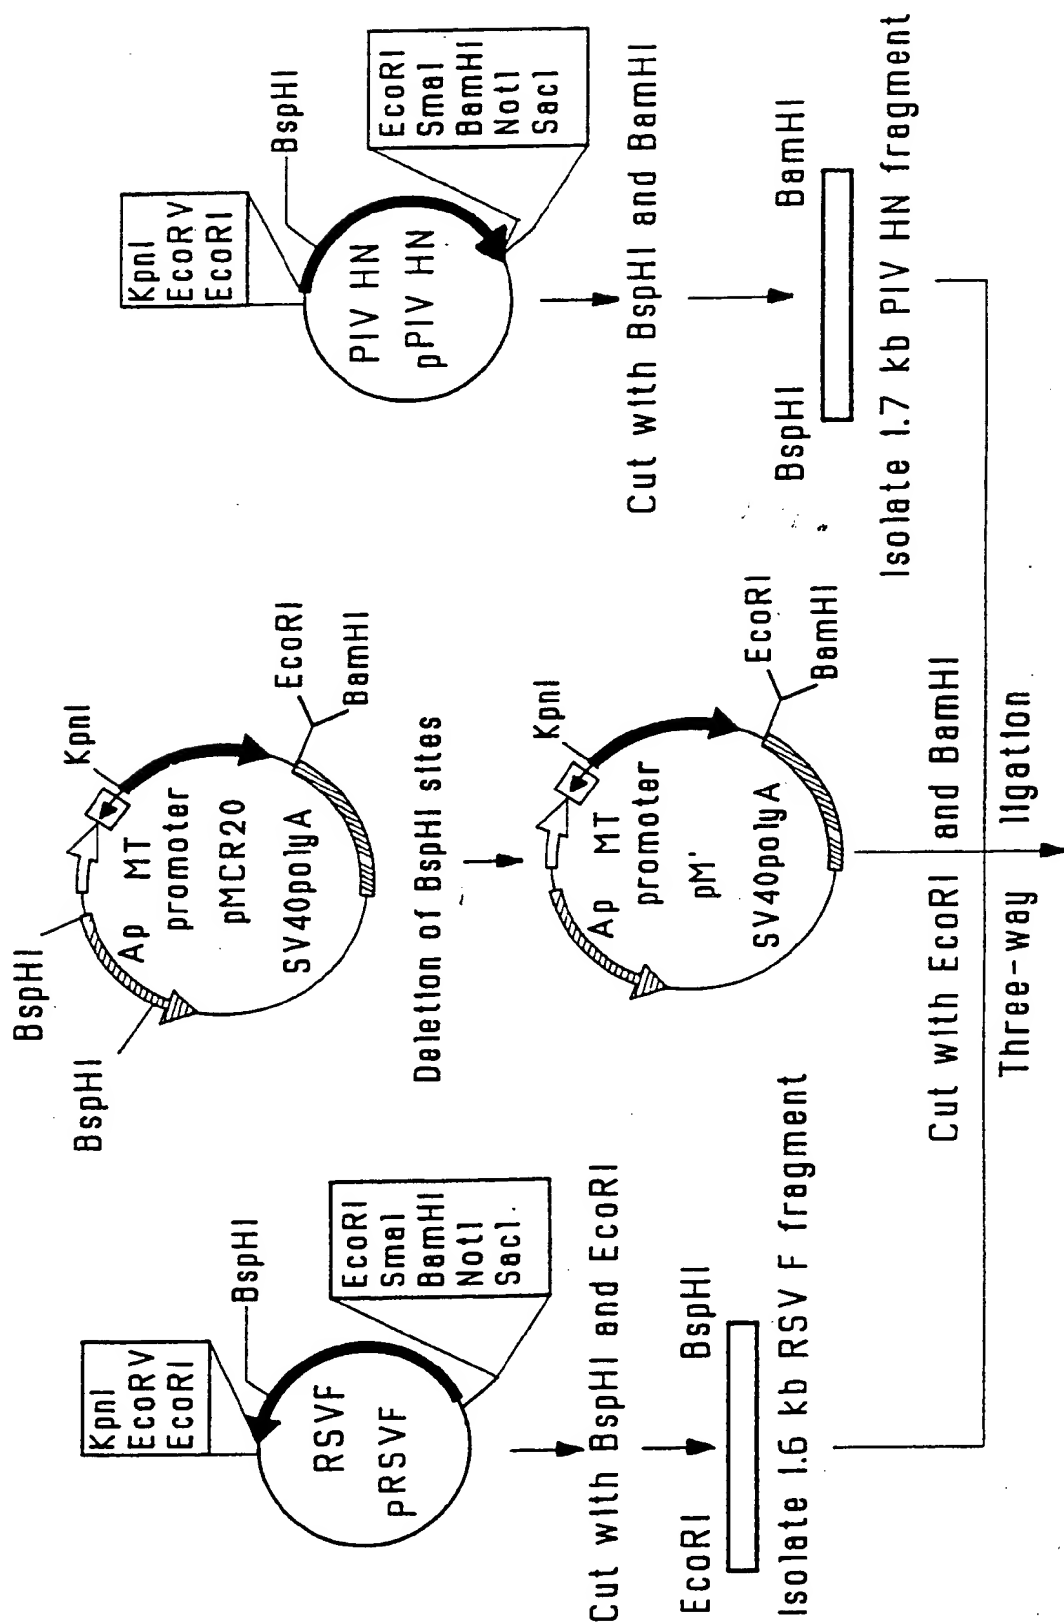 KpnI
EcoRV
EcoRI
BspHI
RSVF
pRSVF
EcoRI
SmaI
BamHI
NotI
SacI.
Cut with BspHI and EcoRI
EcoRI
BspHI
Isolate 1.6 kb RSV F fragment
BspHI
BspHI
KpnI
Ap
MT
promoter
pMCR20
SV40polyA
EcoRI
BamHI
Deletion of BspHI sites
KpnI
Ap
MT
promoter
pM'
SV40polyA
EcoRI
BamHI
Cut with EcoRI and BamHI
KpnI
EcoRV
EcoRI
BspHI
PIV HN
pPIV HN
EcoRI
SmaI
BamHI
NotI
SacI
Cut with BspHI and BamHI
BspHI
BamHI
Isolate 1.7 kb PIV HN fragment
Three-way ligation